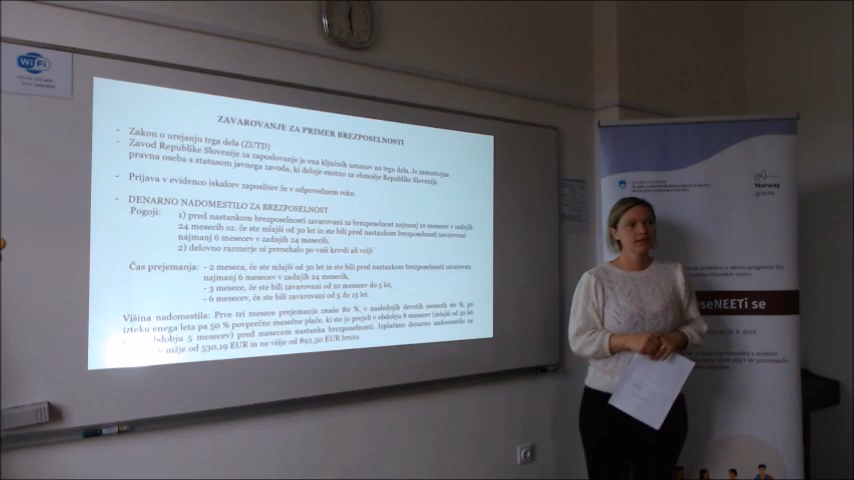 WiFi
ZAVAROVANJE ZA PRIMER BREZPOSELNOSTI
- Zakon o urejanju trga dela (ZUTD)
- Zavod Republike Slovenije za zaposlovanje je ena ključnih ustanov na trgu dela. Je samostojna
pravna oseba s statusom javnega zavoda, ki deluje enotno za območje Republike Slovenije.
- Prijava v evidenco iskalcev zaposlitve že v odpovednem roku.
- DENARNO NADOMESTILO ZA BREZPOSELNOST
Pogoji: 1) pred nastankom brezposelnosti zavarovani za brezposelnost najmanj 10 mesecev v zadnjih
24 mesecih oz. če ste mlajši od 30 let in ste bili pred nastankom brezposelnosti zavarovani
najmanj 6 mesecev v zadnjih 24 mesecih,
2) delovno razmerje ni prenehalo po vaši krivdi ali volji
Čas prejemanja: - 2 meseca, če ste mlajši od 30 let in ste bili pred nastankom brezposelnosti zavarovani
najmanj 6 mesecev v zadnjih 24 mesecih,
- 3 mesece, če ste bili zavarovani od 10 mesecev do 5 let,
- 6 mesecev, če ste bili zavarovani od 5 do 15 let.
Višina nadomestila: Prve tri mesece prejemanja znaša 80 %, v naslednjih devetih mesecih 60 %, po
izteku enega leta pa 50 % povprečne mesečne plače, ki ste jo prejeli v obdobju 8 mesecev (mlajši od 30 let
obdobju 5 mesecev) pred mesecem nastanka brezposelnosti. Izplačano denarno nadomestilo ne
nižje od 530,19 EUR in ne višje od 892,50 EUR bruto.
Norway
grants
seNEETi se